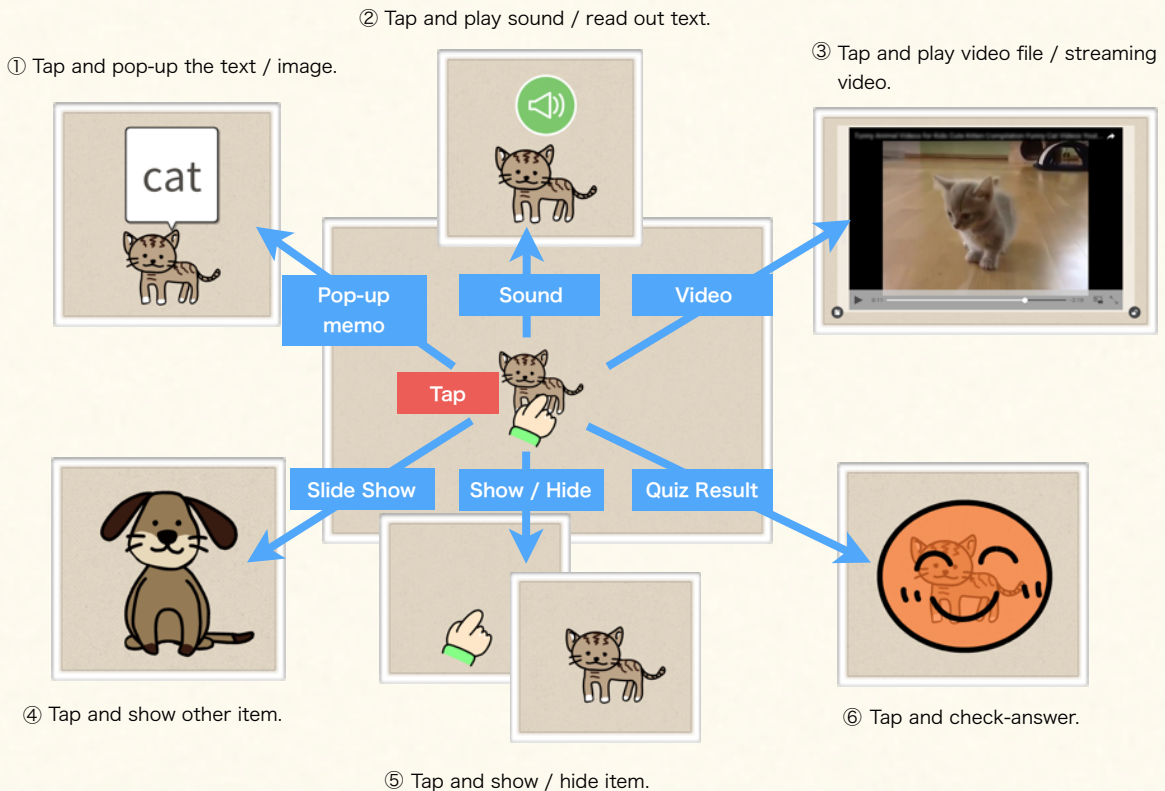 ② Tap and play sound / read out text.
① Tap and pop-up the text / image.
③ Tap and play video file / streaming
video.
cat
Pop-up
memo
Sound
Video
Tap
Slide Show
Show / Hide
Quiz Result
④ Tap and show other item.
⑥ Tap and check-answer.
⑤ Tap and show / hide item.